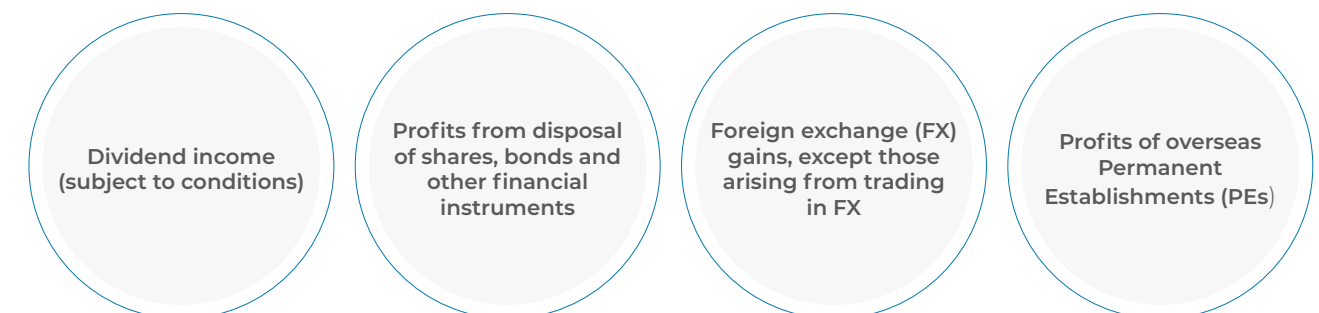 Dividend income
(subject to conditions)
Profits from disposal
of shares, bonds and
other financial
instruments
Foreign exchange (FX)
gains, except those
arising from trading
in FX
Profits of overseas
Permanent
Establishments (PEs)